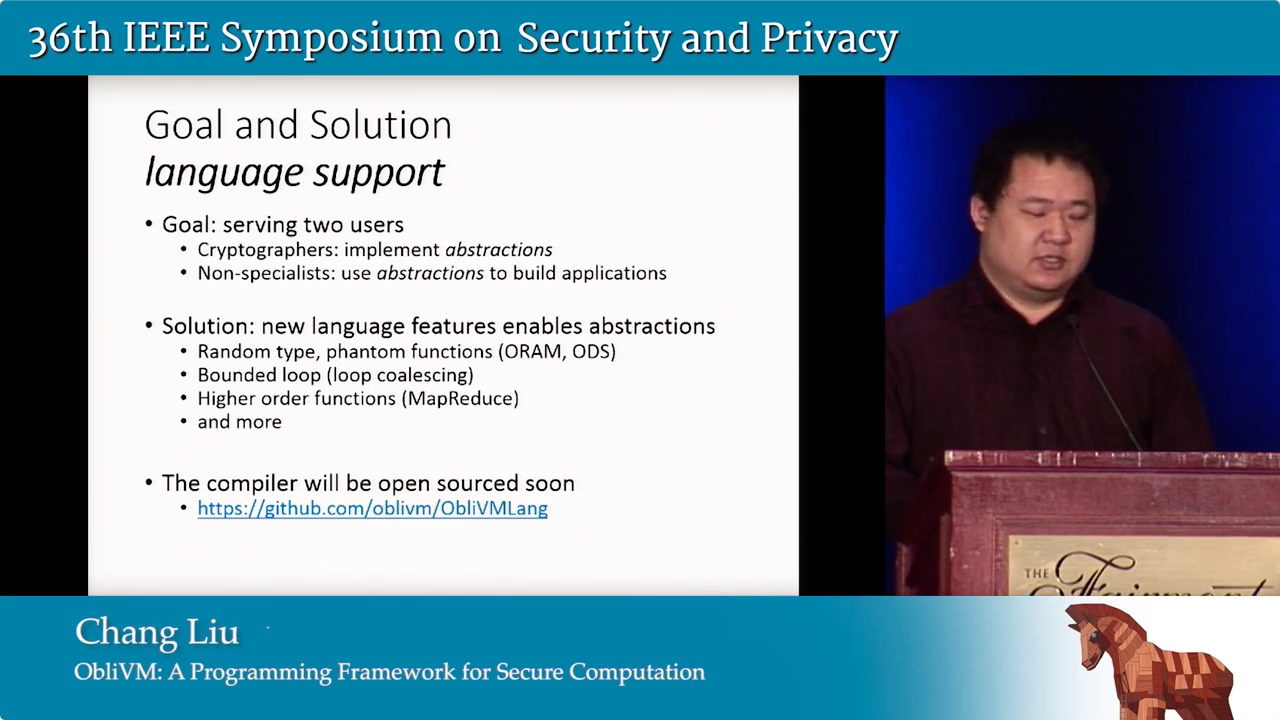 36th IEEE Symposium on Security and Privacy
Goal and Solution
language support
• Goal: serving two users
• Cryptographers: implement abstractions
• Non-specialists: use abstractions to build applications
• Solution: new language features enables abstractions
• Random type, phantom functions (ORAM, ODS)
• Bounded loop (loop coalescing)
• Higher order functions (MapReduce)
• and more
• The compiler will be open sourced soon
• https://github.com/oblivm/ObliVMLang
THE Fairmont
Chang Liu
ObliVM: A Programming Framework for Secure Computation